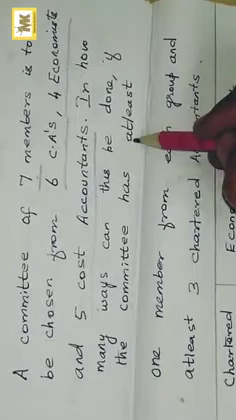 A committee of 7 members is to
be chosen from 6 C.A's, 4 Economists
and 5 cost Accountants. In how
many ways can this be done, if
the committee has atleast
one member from group and
atleast 3 chartered
Chartered